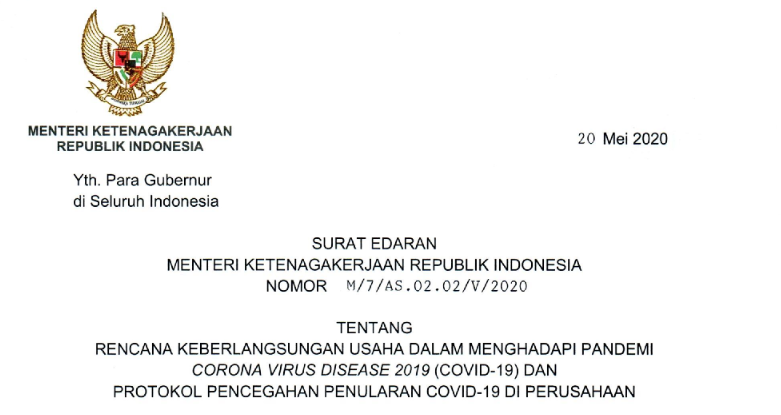 MENTERI KETENAGAKERJAAN
REPUBLIK INDONESIA
20 Mei 2020
Yth. Para Gubernur
di Seluruh Indonesia
SURAT EDARAN
MENTERI KETENAGAKERJAAN REPUBLIK INDONESIA
NOMOR M/7/AS.02.02/V/2020
TENTANG
RENCANA KEBERLANGSUNGAN USAHA DALAM MENGHADAPI PANDEMI
CORONA VIRUS DISEASE 2019 (COVID-19) DAN
PROTOKOL PENCEGAHAN PENULARAN COVID-19 DI PERUSAHAAN